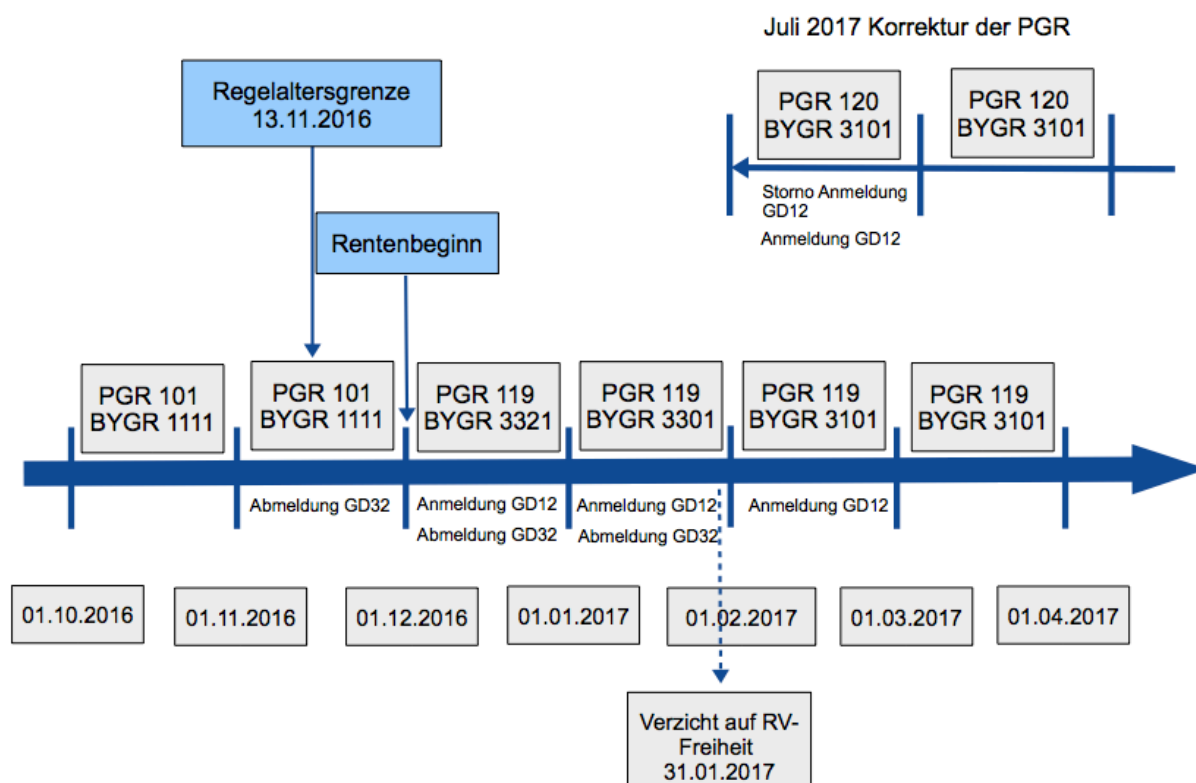 Juli 2017 Korrektur der PGR
Regelaltersgrenze
13.11.2016
PGR 120
BYGR 3101
PGR 120
BYGR 3101
Storno Anmeldung
GD12
Anmeldung GD12
Rentenbeginn
PGR 101
BYGR 1111
PGR 101
BYGR 1111
PGR 119
BYGR 3321
PGR 119
BYGR 3301
PGR 119
BYGR 3101
PGR 119
BYGR 3101
Abmeldung GD32
Anmeldung GD12
Abmeldung GD32
Anmeldung GD12
Abmeldung GD32
Anmeldung GD12
01.10.2016
01.11.2016
01.12.2016
01.01.2017
01.02.2017
01.03.2017
01.04.2017
Verzicht auf RV-
Freiheit
31.01.2017